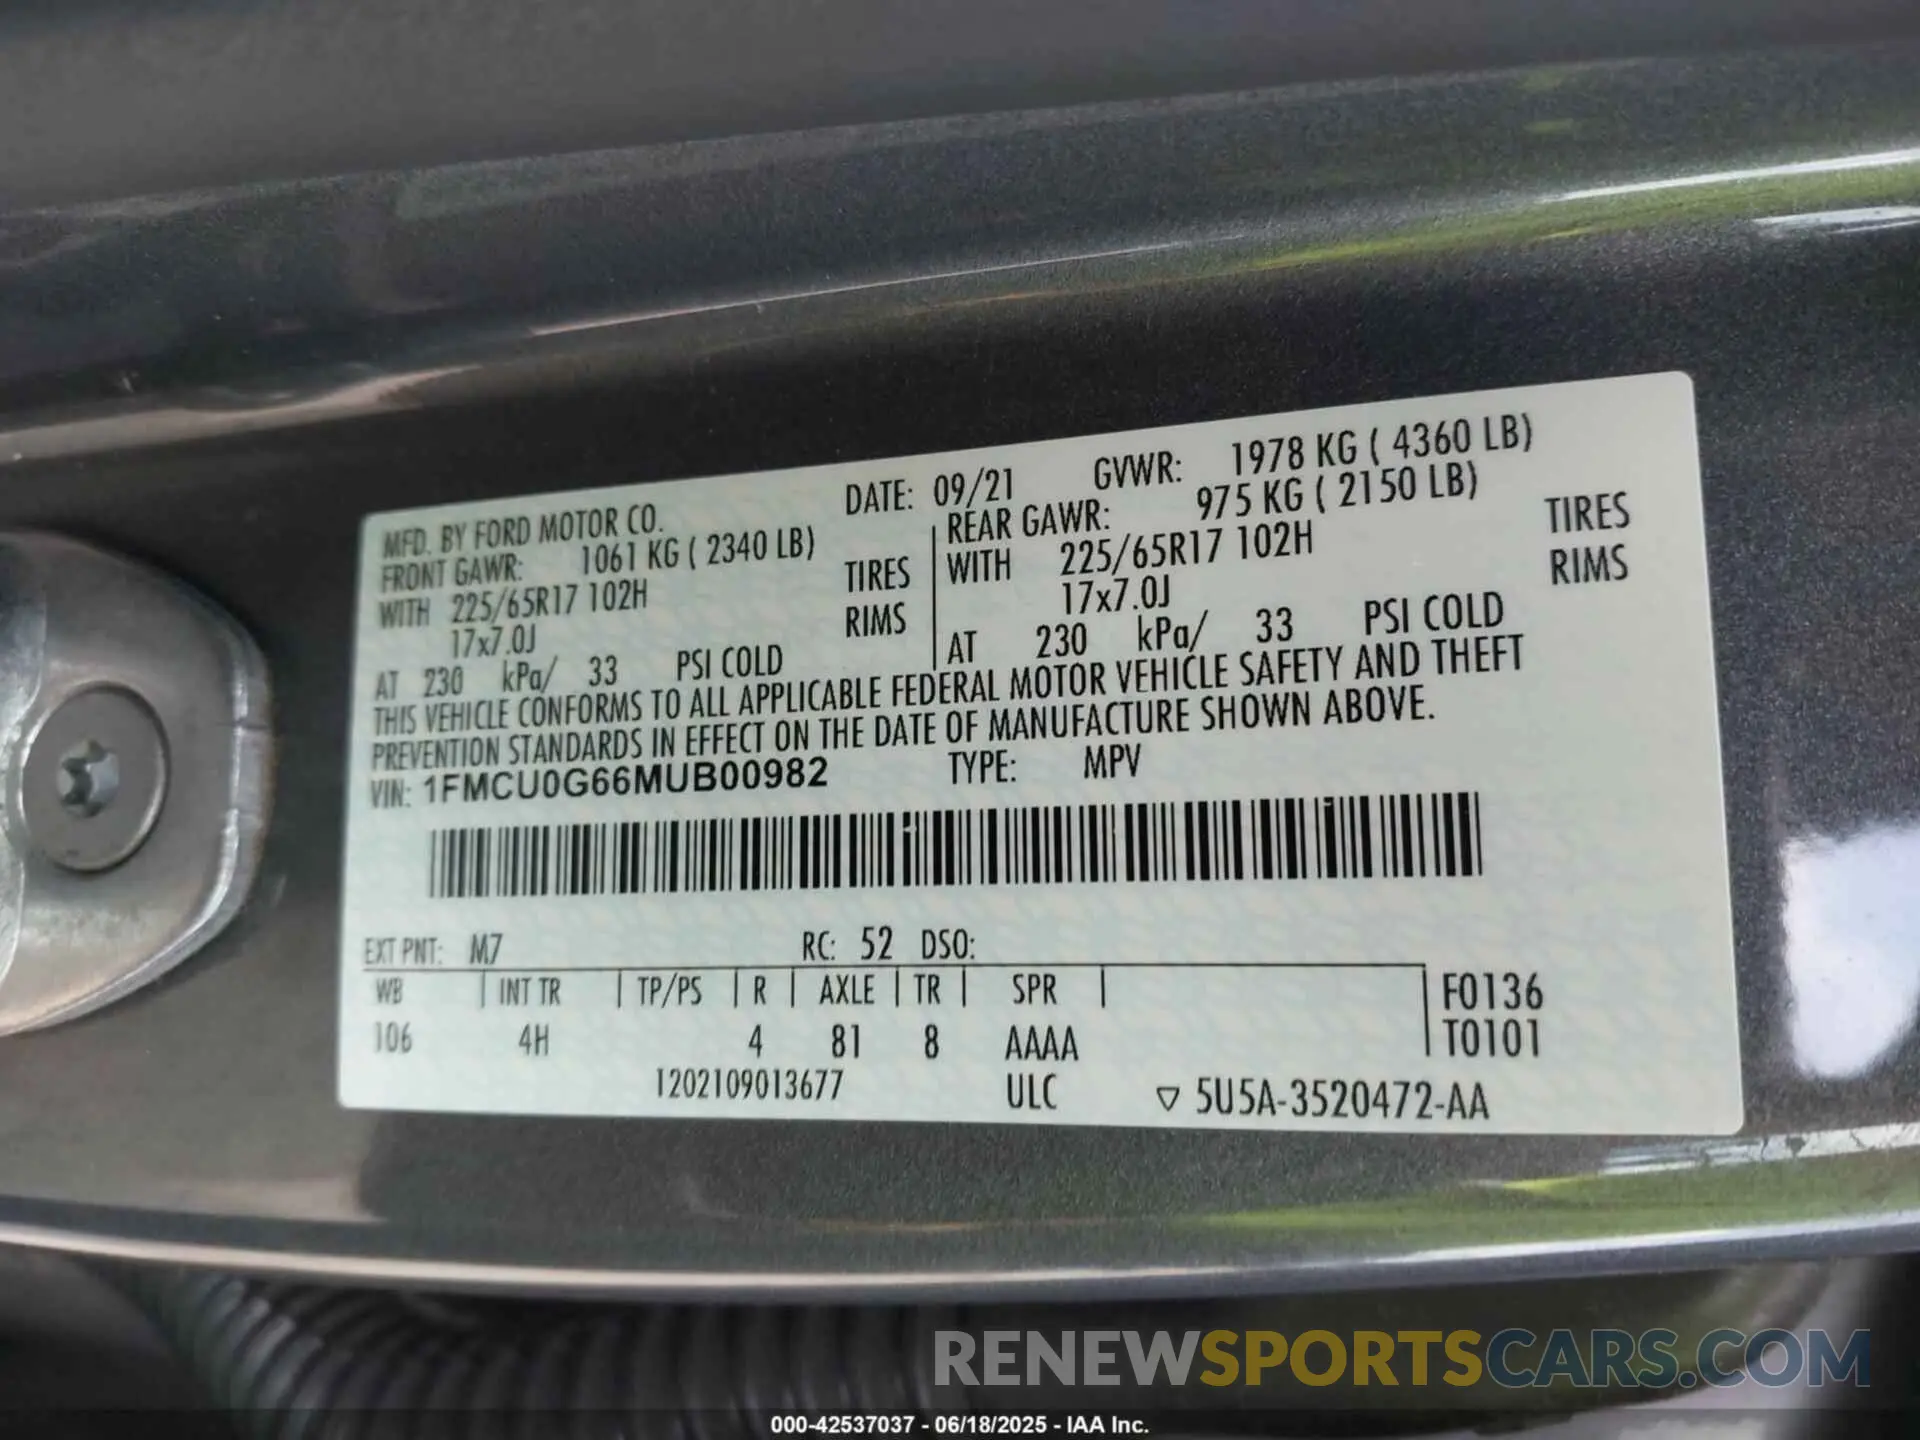 MFD. BY FORD MOTOR CO. DATE: 09/21 GVWR: 1978 KG ( 4360 LB)
FRONT GAWR: 1061 KG ( 2340 LB) REAR GAWR: 975 KG ( 2150 LB)
WITH 225/65R17 102H TIRES WITH 225/65R17 102H TIRES
17x7.0J RIMS 17x7.0J RIMS
AT 230 kPa/ 33 PSI COLD AT 230 kPa/ 33 PSI COLD
THIS VEHICLE CONFORMS TO ALL APPLICABLE FEDERAL MOTOR VEHICLE SAFETY AND THEFT
PREVENTION STANDARDS IN EFFECT ON THE DATE OF MANUFACTURE SHOWN ABOVE.
VIN: 1FMCU0G66MUB00982 TYPE: MPV
EXT PNT: M7 RC: 52 DSO:
WB INT TR TP/PS R AXLE TR SPR F0136
106 4H 4 81 8 AAAA T0101
1202109013677 ULC ▽ 5U5A-3520472-AA
RENEWSPORTSCARS.COM
000-42537037 - 06/18/2025 - IAA Inc.